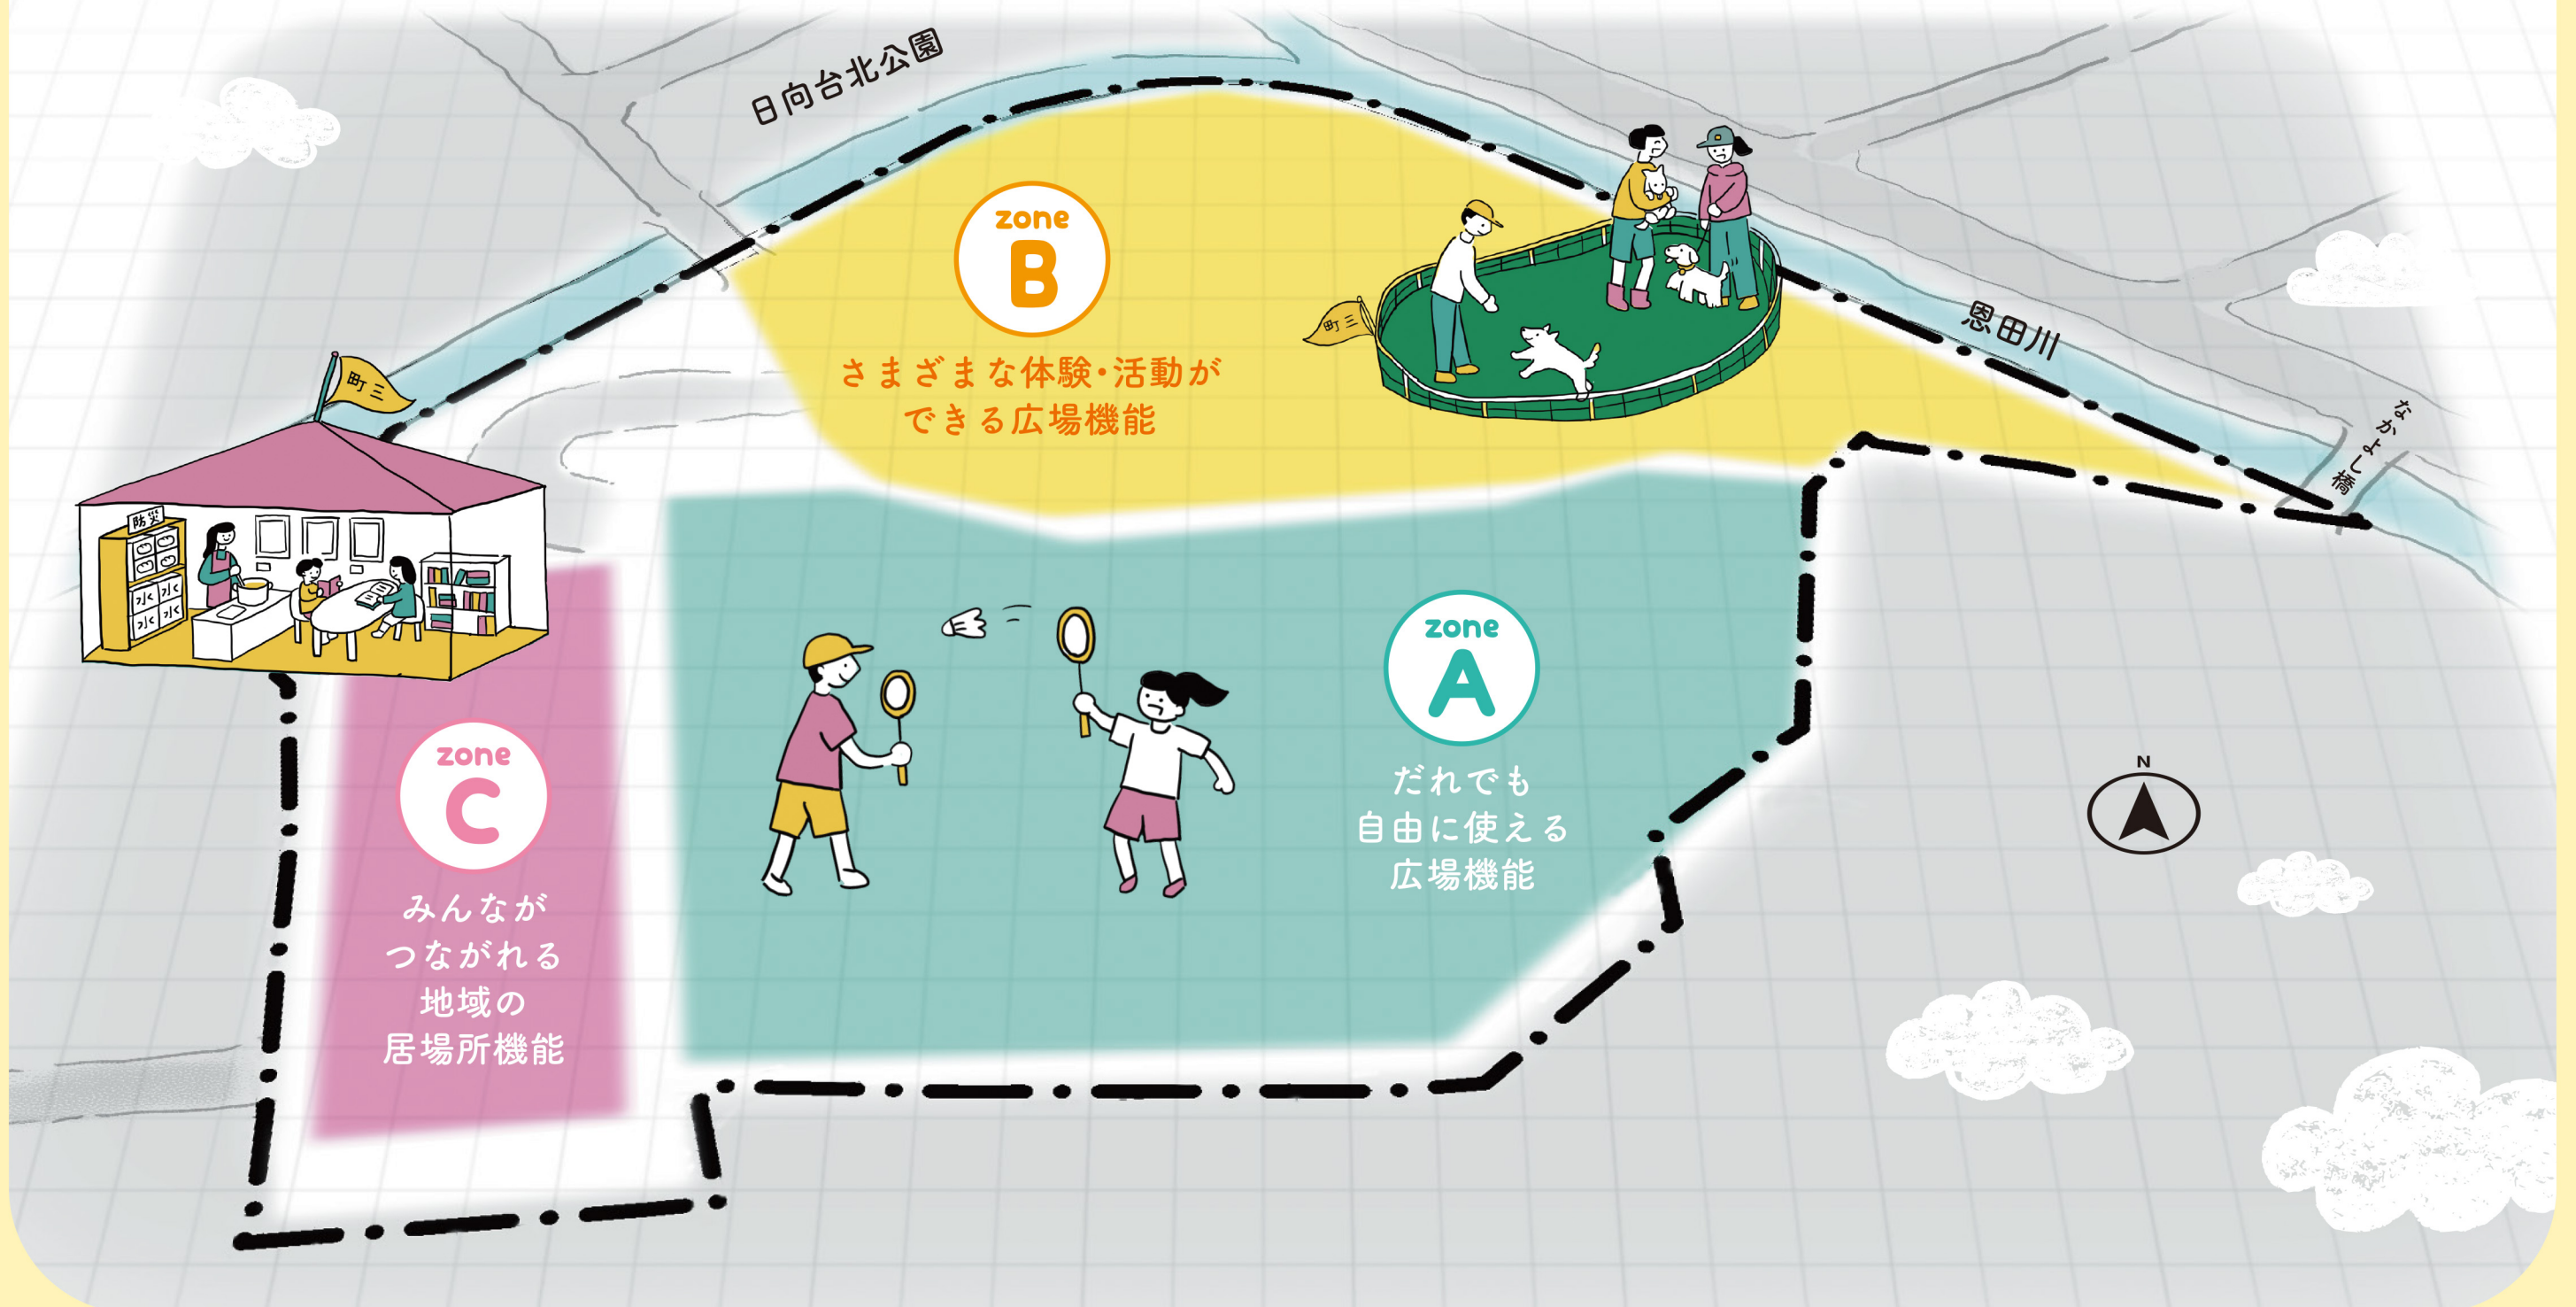 日向台北公園
zone
B
さまざまな体験・活動が
できる広場機能
町三
恩田川
なかよし橋
町三
防災
水 水
水 水
zone
A
だれでも
自由に使える
広場機能
N
zone
C
みんなが
つながれる
地域の
居場所機能